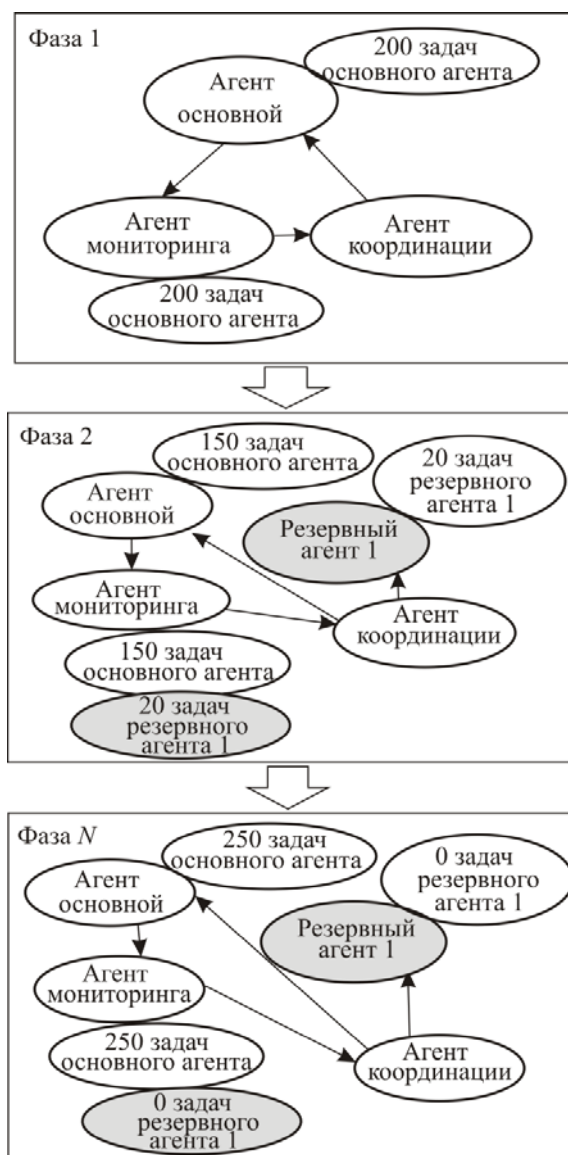 Фаза 1
200 задач
основного агента
Агент
основной
Агент
мониторинга
Агент
координации
200 задач
основного агента
Фаза 2
150 задач
основного агента
20 задач
резервного
агента 1
Агент
основной
Резервный
агент 1
Агент
мониторинга
Агент
координации
150 задач
основного агента
20 задач
резервного
агента 1
Фаза N
250 задач
основного агента
0 задач
резервного
агента 1
Агент
основной
Резервный
агент 1
Агент
мониторинга
Агент
координации
250 задач
основного агента
0 задач
резервного
агента 1